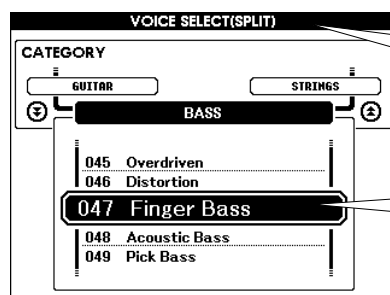 VOICE SELECT(SPLIT)
CATEGORY
GUITAR
STRINGS
BASS
045 Overdriven
046 Distortion
047 Finger Bass
048 Acoustic Bass
049 Pick Bass